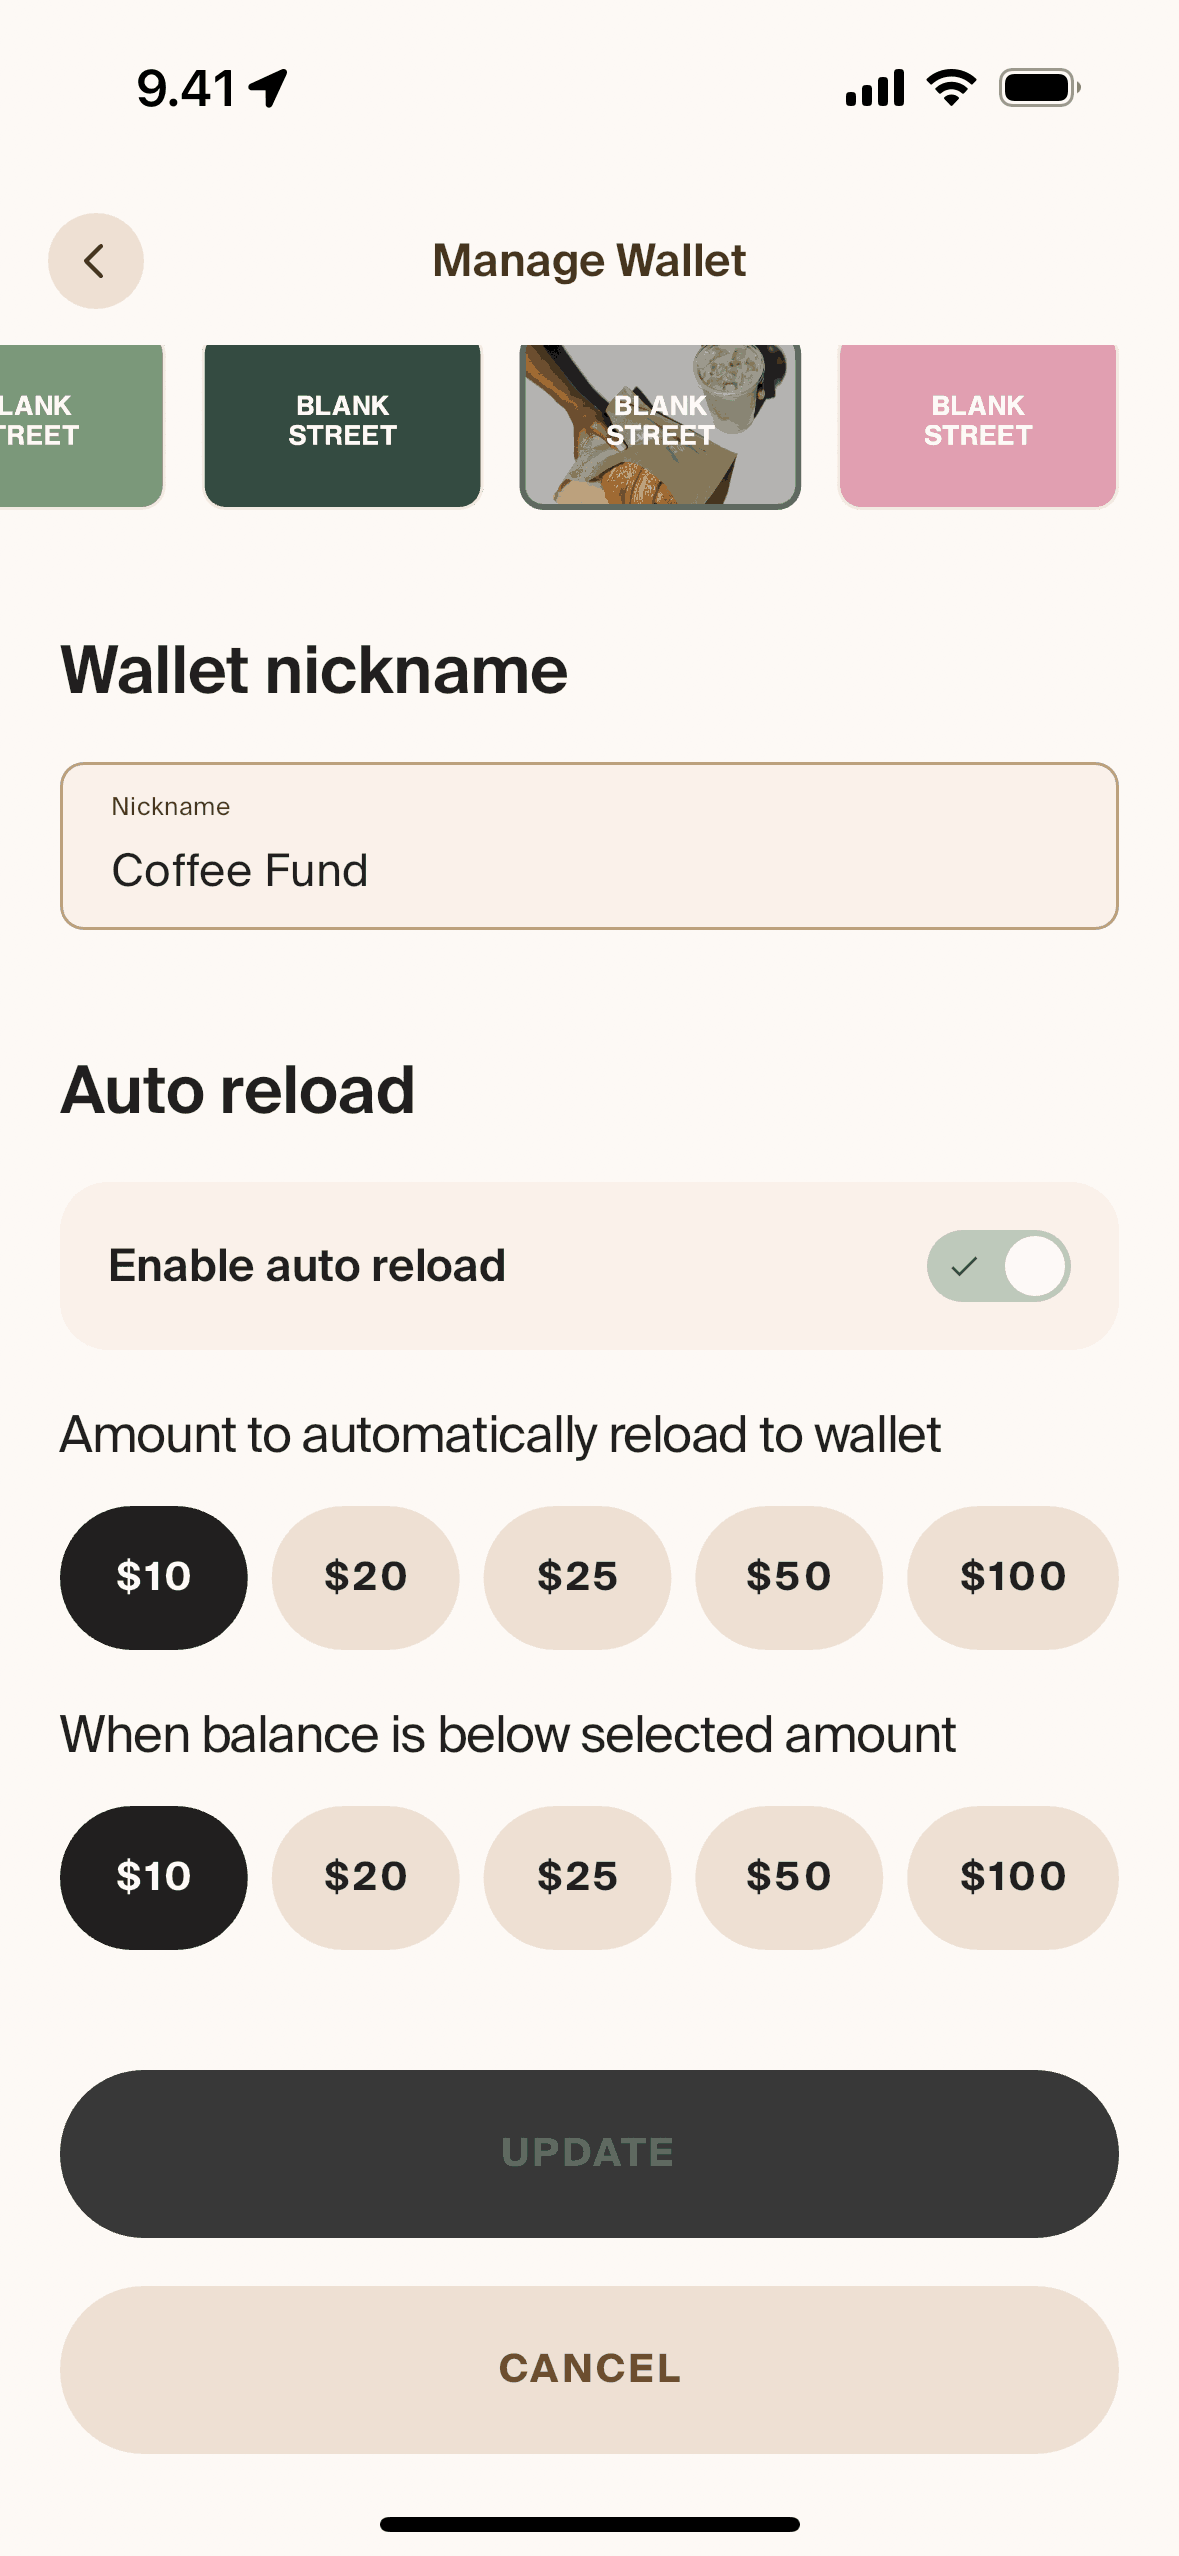 9.41
Manage Wallet
LANK
TREET
BLANK
STREET
BLANK
STREET
BLANK
STREET
Wallet nickname
Nickname
Coffee Fund
Auto reload
Enable auto reload
Amount to automatically reload to wallet
$10 $20 $25 $50 $100
When balance is below selected amount
$10 $20 $25 $50 $100
UPDATE
CANCEL